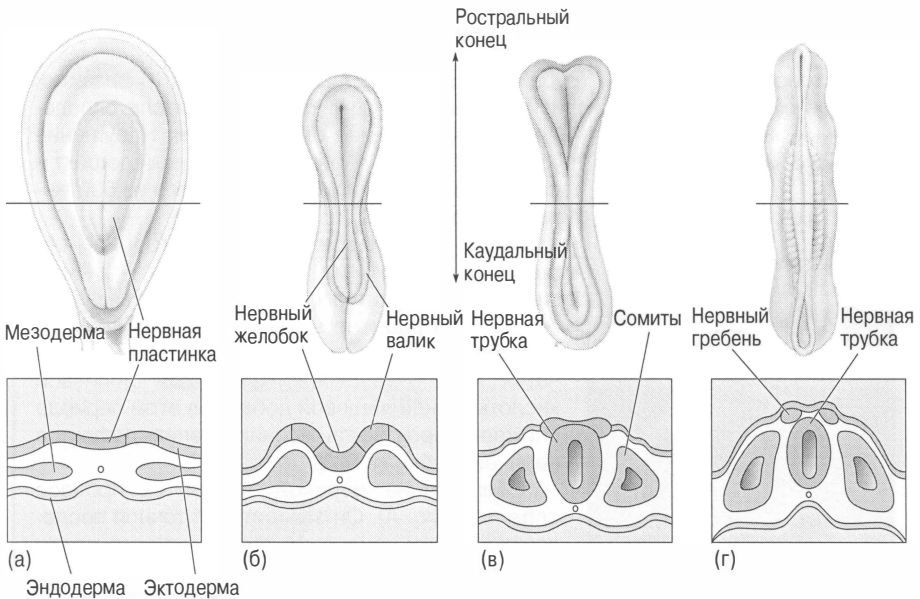 Ростральный
конец
Каудальный
конец
Мезодерма
Нервная
пластинка
Нервный
желобок
Нервный
валик
Нервная
трубка
Сомиты
Нервный
гребень
Нервная
трубка
(а)
(б)
(в)
(г)
Эндодерма
Эктодерма